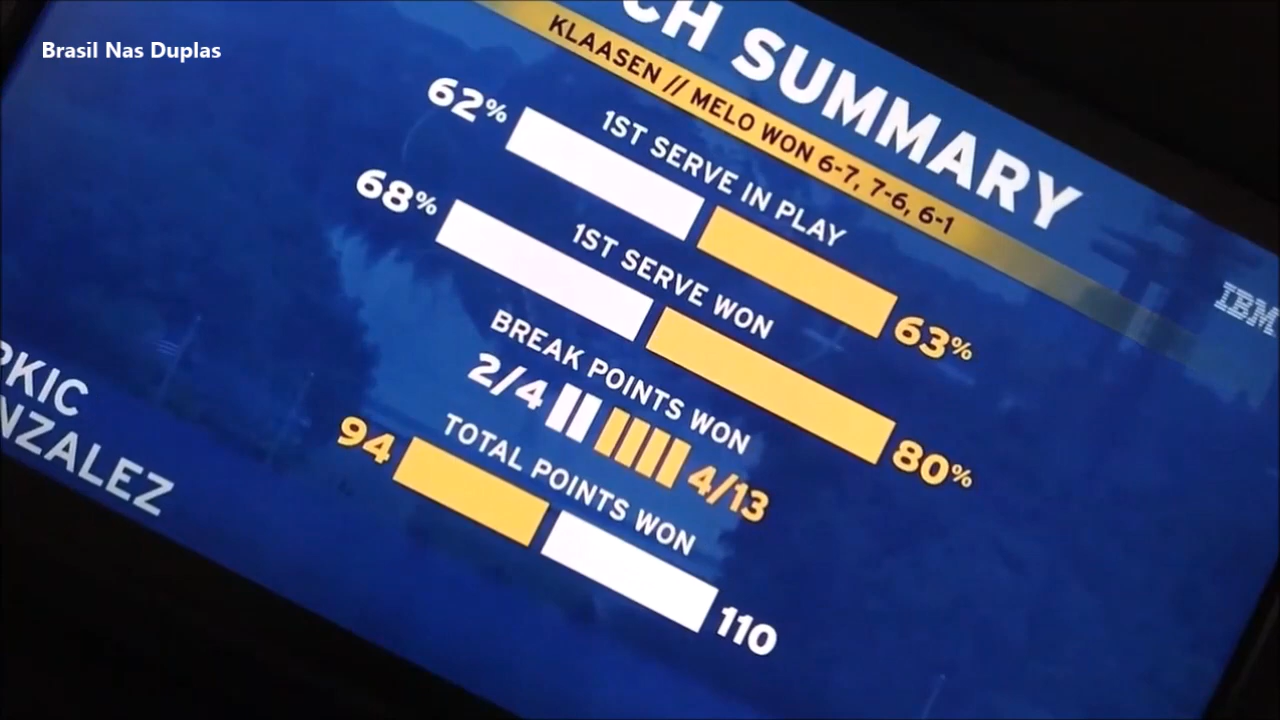 Brasil Nas Duplas
CH SUMMARY
KLAASEN // MELO WON 6-7, 7-6, 6-1
IBM
62% 1ST SERVE IN PLAY 63%
68% 1ST SERVE WON 80%
BREAK POINTS WON
2/4 4/13
TOTAL POINTS WON
94 110
RKIC
NZALEZ